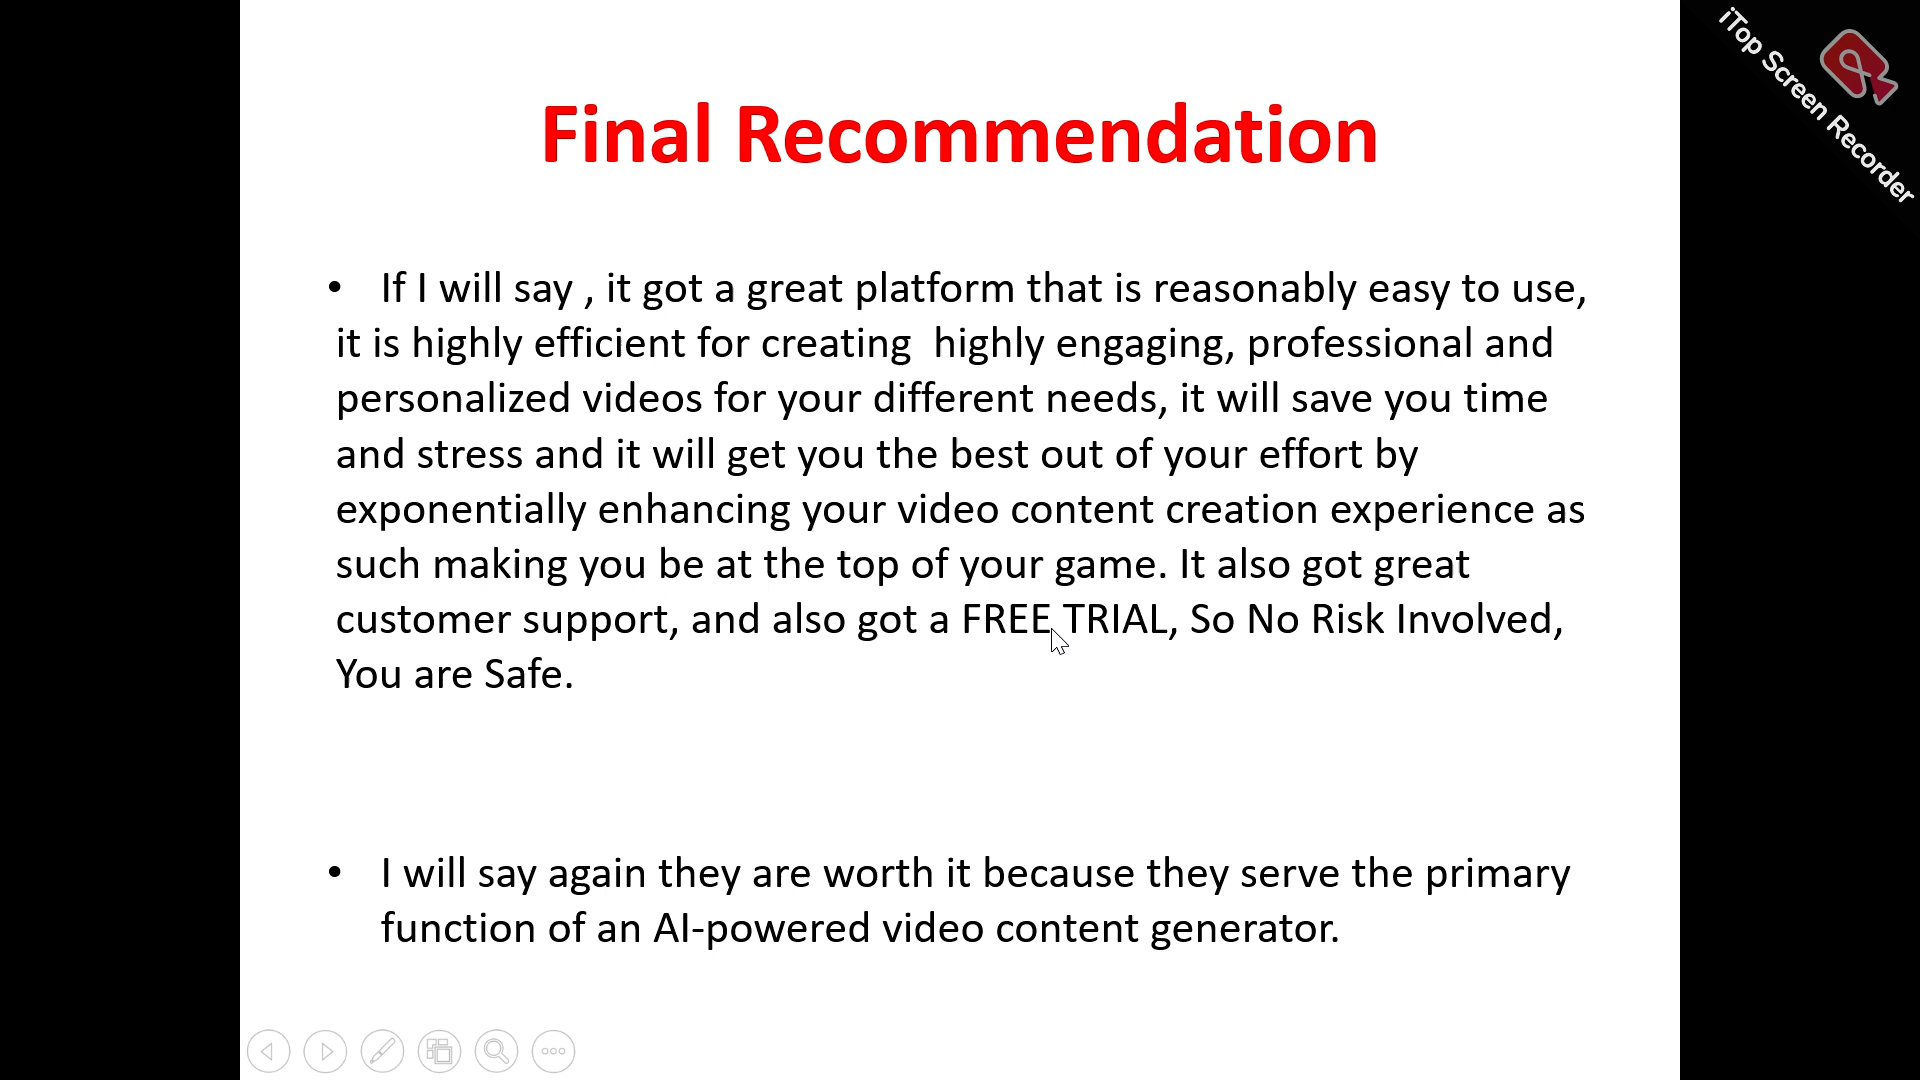 iTop Screen Recorder
Final Recommendation
• If I will say , it got a great platform that is reasonably easy to use,
it is highly efficient for creating  highly engaging, professional and
personalized videos for your different needs, it will save you time
and stress and it will get you the best out of your effort by
exponentially enhancing your video content creation experience as
such making you be at the top of your game. It also got great
customer support, and also got a FREE TRIAL, So No Risk Involved,
You are Safe.
• I will say again they are worth it because they serve the primary
function of an AI-powered video content generator.